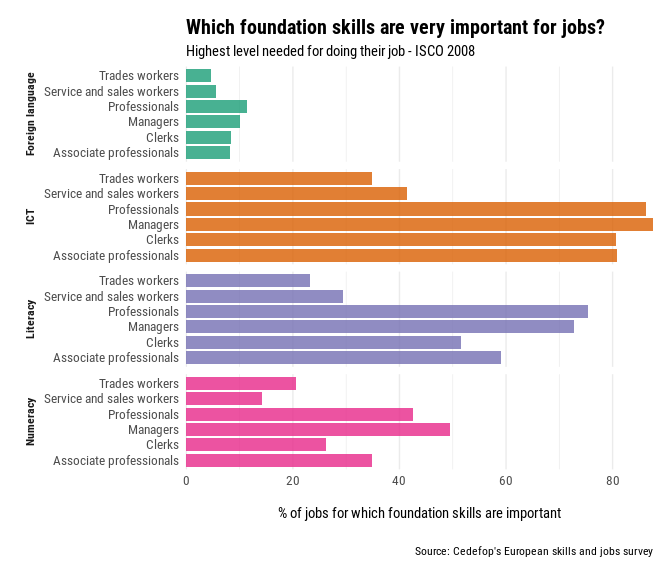 Which foundation skills are very important for jobs?
Highest level needed for doing their job - ISCO 2008
Foreign language
Trades workers
Service and sales workers
Professionals
Managers
Clerks
Associate professionals
ICT
Trades workers
Service and sales workers
Professionals
Managers
Clerks
Associate professionals
Literacy
Trades workers
Service and sales workers
Professionals
Managers
Clerks
Associate professionals
Numeracy
Trades workers
Service and sales workers
Professionals
Managers
Clerks
Associate professionals
0 20 40 60 80
% of jobs for which foundation skills are important
Source: Cedefop's European skills and jobs survey